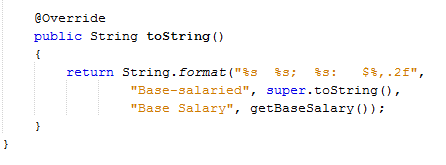 @Override
public String toString()
{
return String.format("%s %s; %s: $%,.2f",
"Base-salaried", super.toString(),
"Base Salary", getBaseSalary());
}
}